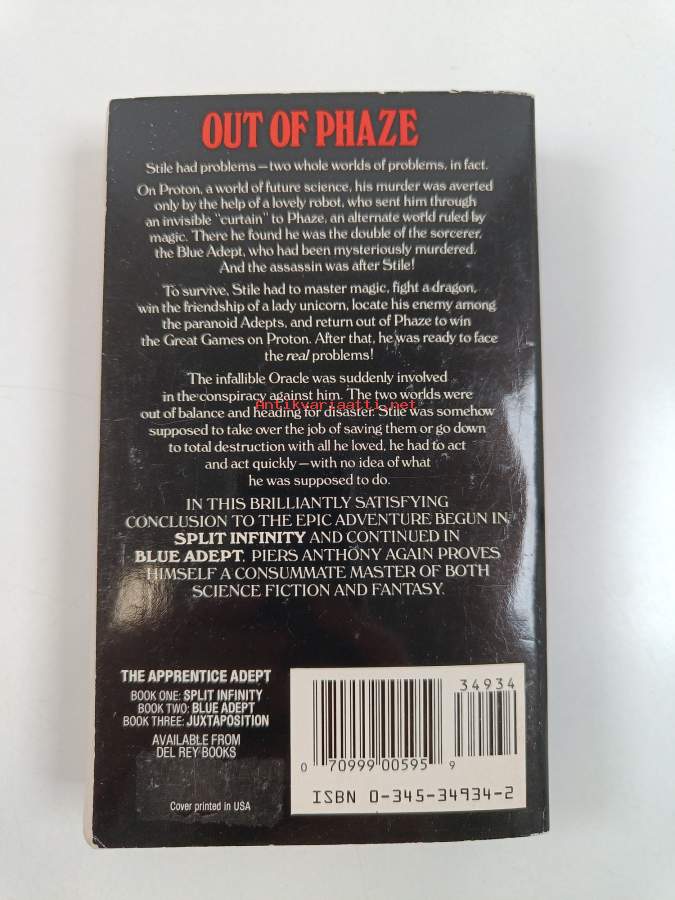 OUT OF PHAZE
Stile had problems—two whole worlds of problems, in fact.
On Proton, a world of future science, his murder was averted
only by the help of a lovely robot, who sent him through
an invisible "curtain" to Phaze, an alternate world ruled by
magic. There he found he was the double of the sorcerer,
the Blue Adept, who had been mysteriously murdered.
And the assassin was after Stile!
To survive, Stile had to master magic, fight a dragon,
win the friendship of a lady unicorn, locate his enemy among
the paranoid Adepts, and return out of Phaze to win
the Great Games on Proton. After that, he was ready to face
the real problems!
The infallible Oracle was suddenly involved
in the conspiracy against him. The two worlds were
Antikvariaatti.net
out of balance and heading for disaster. Stile was somehow
supposed to take over the job of saving them or go down
to total destruction with all he loved, he had to act
and act quickly—with no idea of what
he was supposed to do.
IN THIS BRILLIANTLY SATISFYING
CONCLUSION TO THE EPIC ADVENTURE BEGUN IN
SPLIT INFINITY AND CONTINUED IN
BLUE ADEPT, PIERS ANTHONY AGAIN PROVES
HIMSELF A CONSUMMATE MASTER OF BOTH
SCIENCE FICTION AND FANTASY.
THE APPRENTICE ADEPT
BOOK ONE: SPLIT INFINITY
BOOK TWO: BLUE ADEPT
BOOK THREE: JUXTAPOSITION
AVAILABLE FROM
DEL REY BOOKS
Cover printed in USA
34934
0 70999 00595 9
ISBN 0-345-34934-2